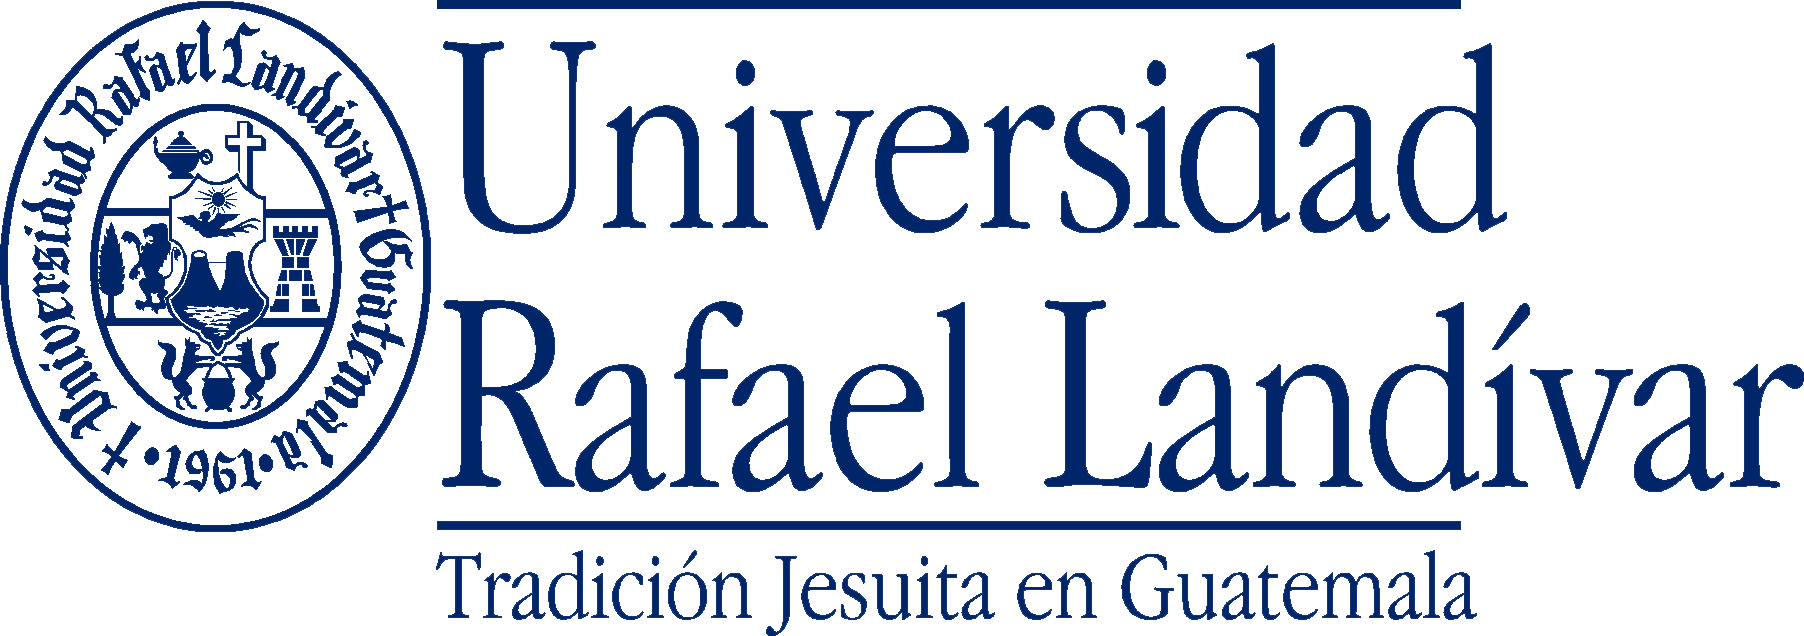 Universidad Rafael Landívar † Guatemala
† • 1961 •
Universidad
Rafael Landívar
Tradición Jesuita en Guatemala